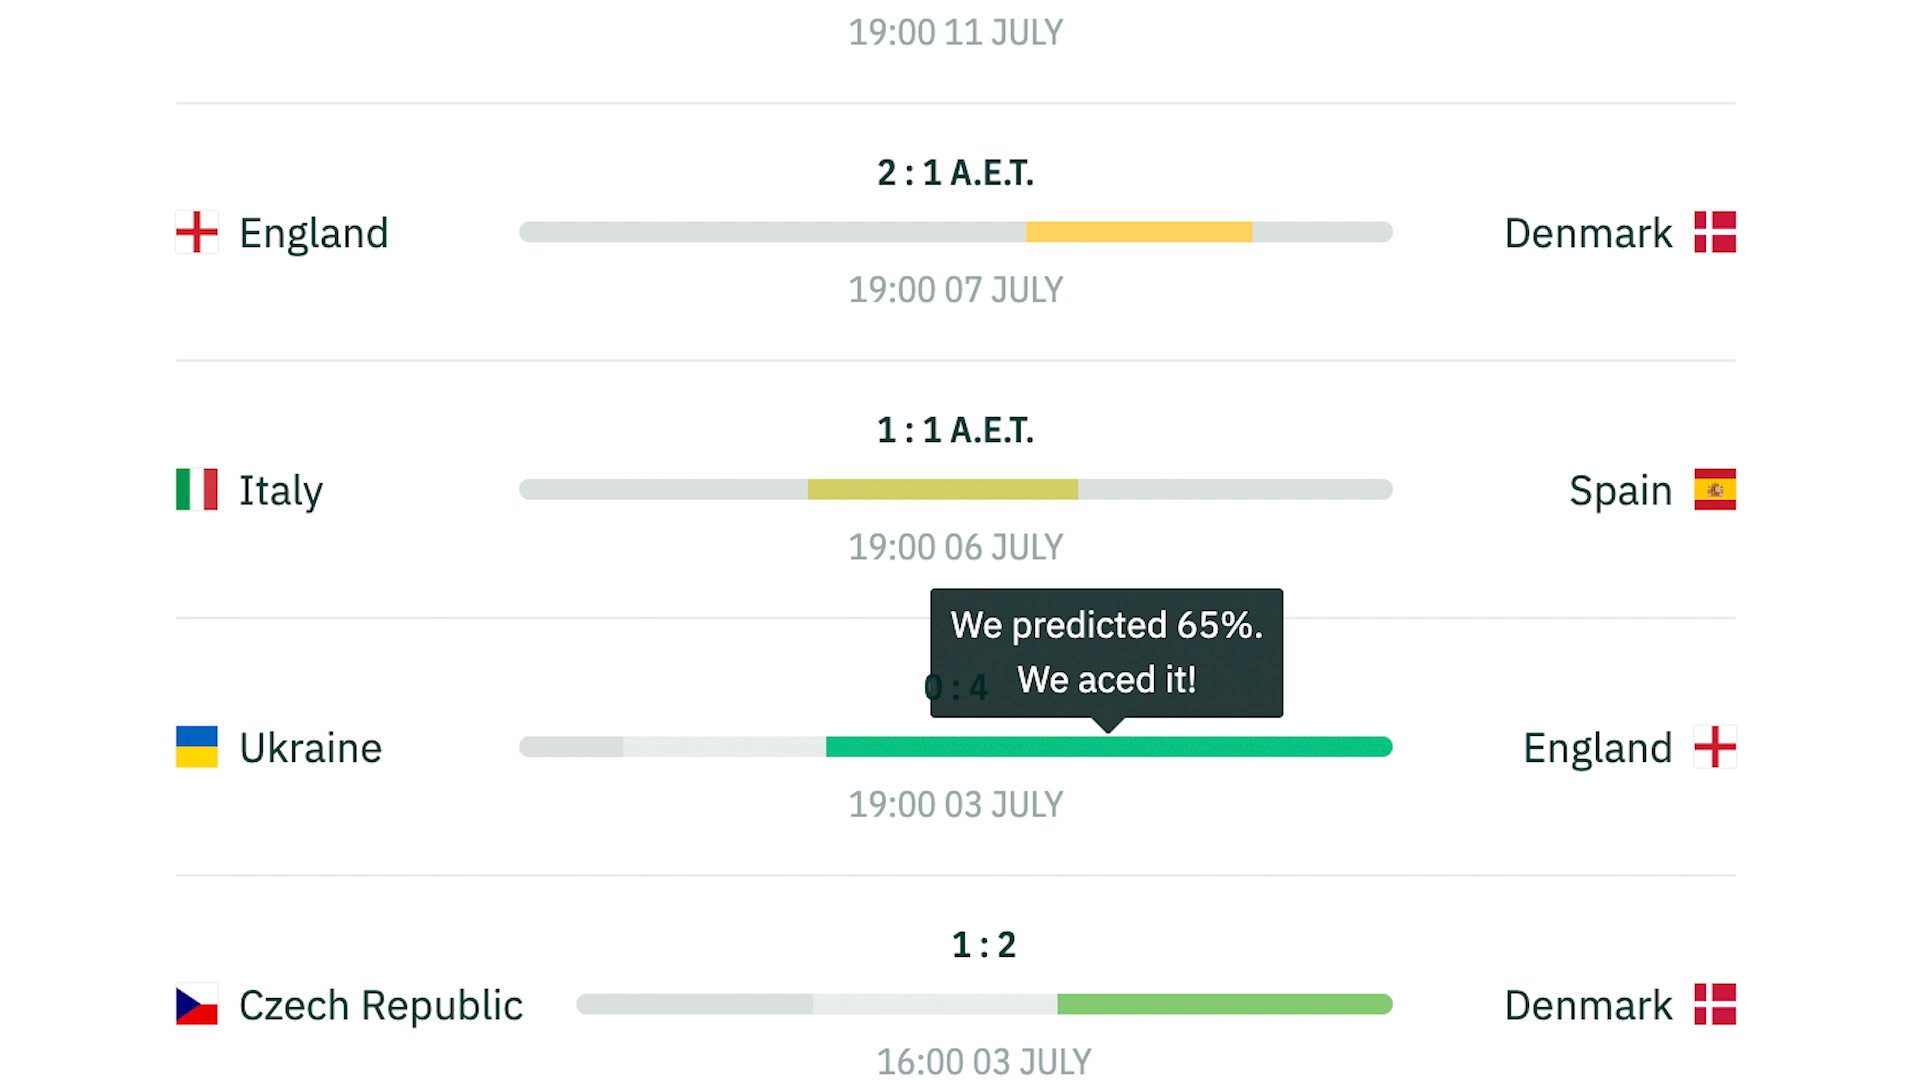 19:00 11 JULY
2 : 1 A.E.T.
England
Denmark
19:00 07 JULY
1 : 1 A.E.T.
Italy
Spain
19:00 06 JULY
We predicted 65%.
We aced it!
0 : 4
Ukraine
England
19:00 03 JULY
1 : 2
Czech Republic
Denmark
16:00 03 JULY